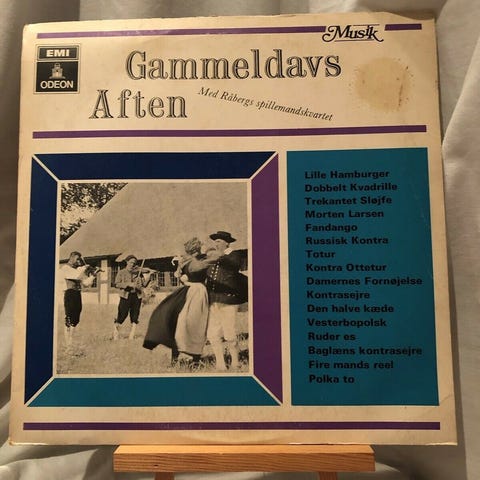 EMI
ODEON
Musik
Gammeldavs
Aften
Med Råbergs spillemandskvartet
Lille Hamburger
Dobbelt Kvadrille
Trekantet Sløjfe
Morten Larsen
Fandango
Russisk Kontra
Totur
Kontra Ottetur
Damernes Fornøjelse
Kontrasejre
Den halve kæde
Vesterbopolsk
Ruder es
Baglæns kontrasejre
Fire mands reel
Polka to